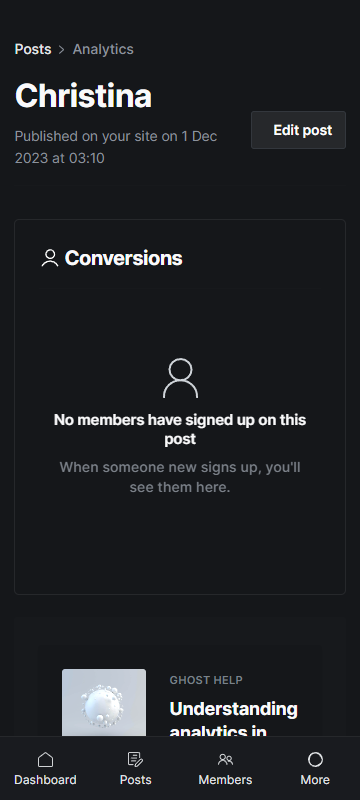 Posts > Analytics
Christina
Published on your site on 1 Dec
2023 at 03:10
Edit post
Conversions
No members have signed up on this
post
When someone new signs up, you'll
see them here.
GHOST HELP
Understanding
analytics in
Dashboard
Posts
Members
More